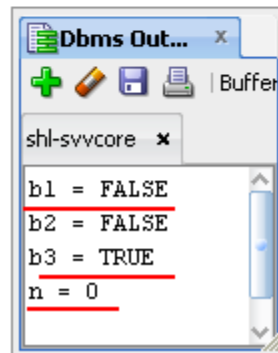 Dbms Out... x
Buffer
shl-svvcore x
b1 = FALSE
b2 = FALSE
b3 = TRUE
n = 0